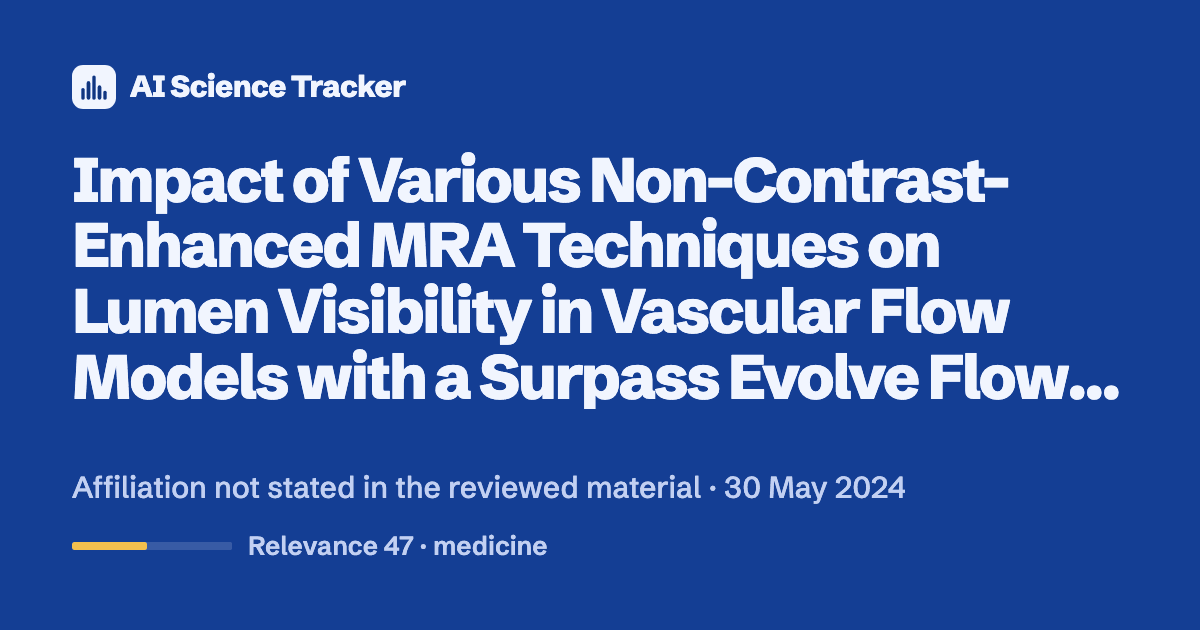 AI Science Tracker
Impact of Various Non-Contrast-
Enhanced MRA Techniques on
Lumen Visibility in Vascular Flow
Models with a Surpass Evolve Flow...
Affiliation not stated in the reviewed material · 30 May 2024
Relevance 47 · medicine